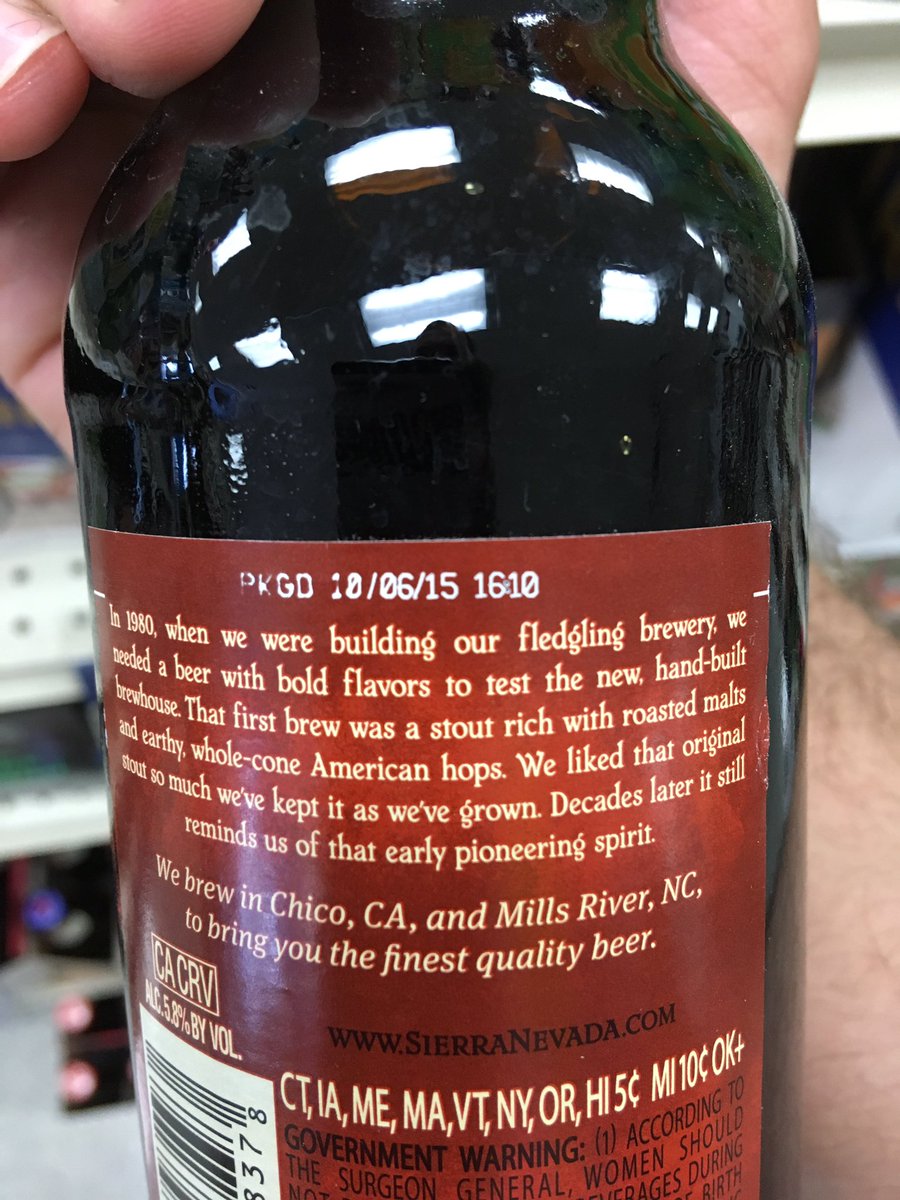 PKGD 10/06/15 1610
In 1980, when we were building our fledgling brewery, we
needed a beer with bold flavors to test the new, hand-built
brewhouse. That first brew was a stout rich with roasted malts
and earthy, whole-cone American hops. We liked that original
stout so much we've kept it as we've grown. Decades later it still
reminds us of that early pioneering spirit.
We brew in Chico, CA, and Mills River, NC,
to bring you the finest quality beer.
CA CRV
ALC. 5.8% BY VOL.
www.SierraNevada.com
CT, IA, ME, MA, VT, NY, OR, HI 5¢ MI 10¢ OK+
GOVERNMENT WARNING: (1) ACCORDING TO
THE SURGEON GENERAL, WOMEN SHOULD
NOT BEVERAGES DURING
BIRTH
8378